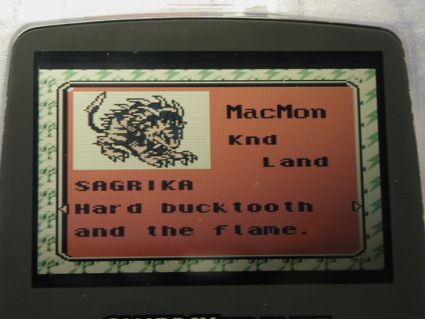 MacMon
Knd
Land
SAGRIKA
Hard bucktooth
and the flame.